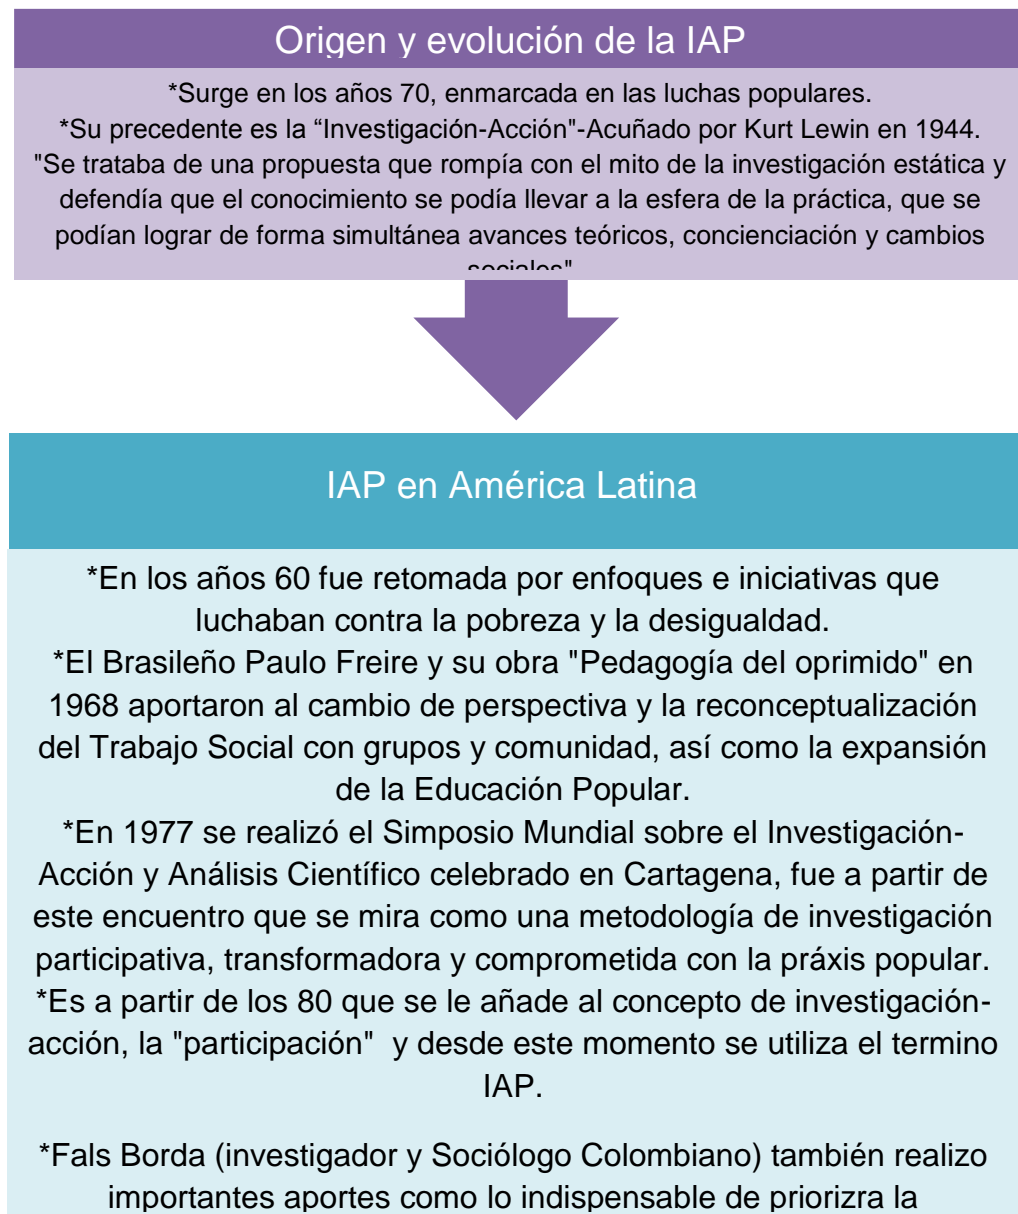 Origen y evolución de la IAP
*Surge en los años 70, enmarcada en las luchas populares.
*Su precedente es la “Investigación-Acción"-Acuñado por Kurt Lewin en 1944.
"Se trataba de una propuesta que rompía con el mito de la investigación estática y
defendía que el conocimiento se podía llevar a la esfera de la práctica, que se
podían lograr de forma simultánea avances teóricos, concienciación y cambios
sociales"
IAP en América Latina
*En los años 60 fue retomada por enfoques e iniciativas que
luchaban contra la pobreza y la desigualdad.
*El Brasileño Paulo Freire y su obra "Pedagogía del oprimido" en
1968 aportaron al cambio de perspectiva y la reconceptualización
del Trabajo Social con grupos y comunidad, así como la expansión
de la Educación Popular.
*En 1977 se realizó el Simposio Mundial sobre el Investigación-
Acción y Análisis Científico celebrado en Cartagena, fue a partir de
este encuentro que se mira como una metodología de investigación
participativa, transformadora y comprometida con la práxis popular.
*Es a partir de los 80 que se le añade al concepto de investigación-
acción, la "participación" y desde este momento se utiliza el termino
IAP.
*Fals Borda (investigador y Sociólogo Colombiano) también realizo
importantes aportes como lo indispensable de priorizra la